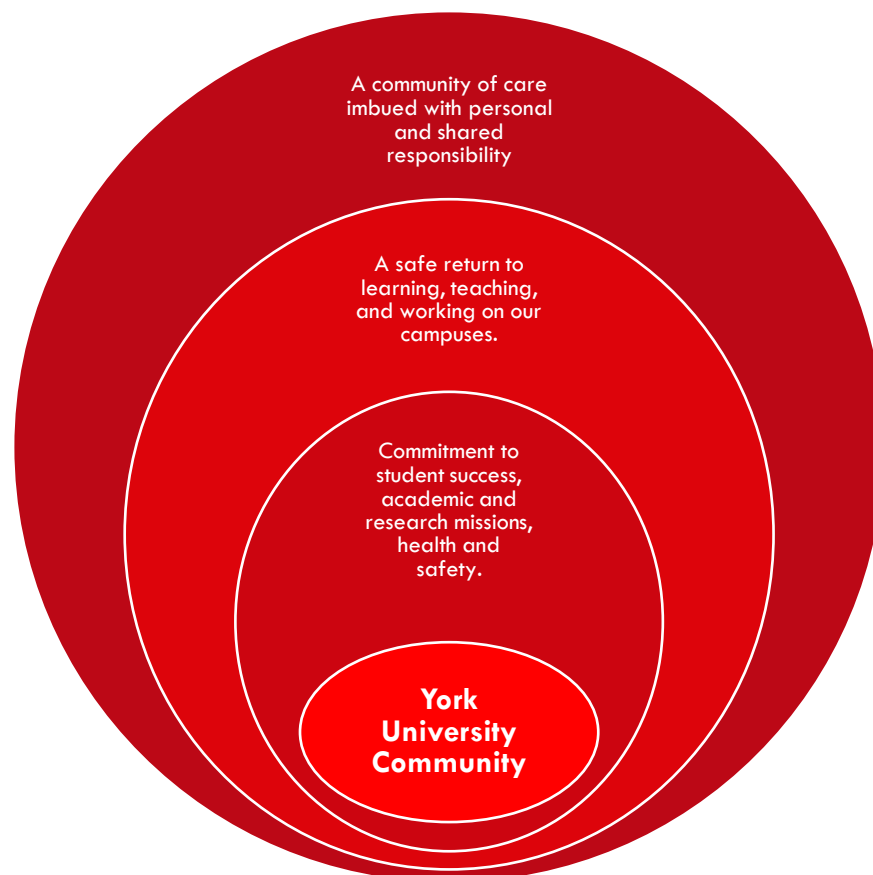 A community of care
imbued with personal
and shared
responsibility
A safe return to
learning, teaching,
and working on our
campuses.
Commitment to
student success,
academic and
research missions,
health and
safety.
York
University
Community